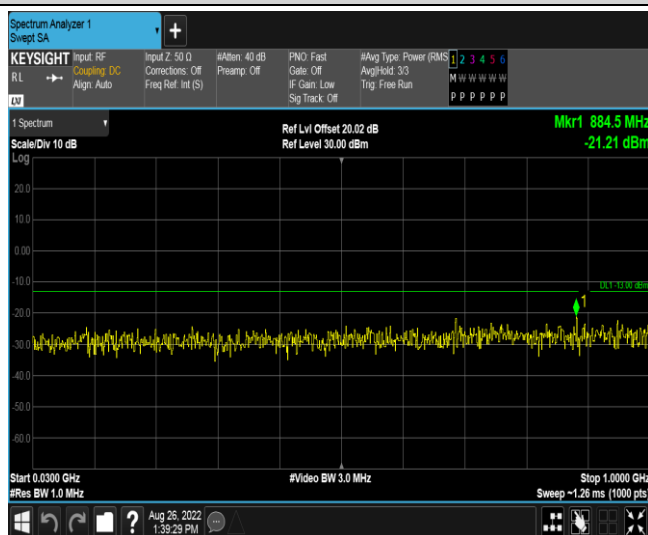 Spectrum Analyzer 1
Swept SA
+
KEYSIGHT
RL
LXI
Input: RF
Coupling: DC
Align: Auto
Input Z: 50 Ω
Corrections: Off
Freq Ref: Int (S)
#Atten: 40 dB
Preamp: Off
PNO: Fast
Gate: Off
IF Gain: Low
Sig Track: Off
#Avg Type: Power (RMS
Avg|Hold: 3/3
Trig: Free Run
1 2 3 4 5 6
M W W W W W
P P P P P P
1 Spectrum
Scale/Div 10 dB
Log
Ref Lvl Offset 20.02 dB
Ref Level 30.00 dBm
Mkr1 884.5 MHz
-21.21 dBm
20.0
10.0
0.00
-10.0
DL1 -13.00 dBm
1
-20.0
-30.0
-40.0
-50.0
-60.0
Start 0.0300 GHz
#Res BW 1.0 MHz
#Video BW 3.0 MHz
Stop 1.0000 GHz
Sweep ~1.26 ms (1000 pts)
?
Aug 26, 2022
1:39:29 PM